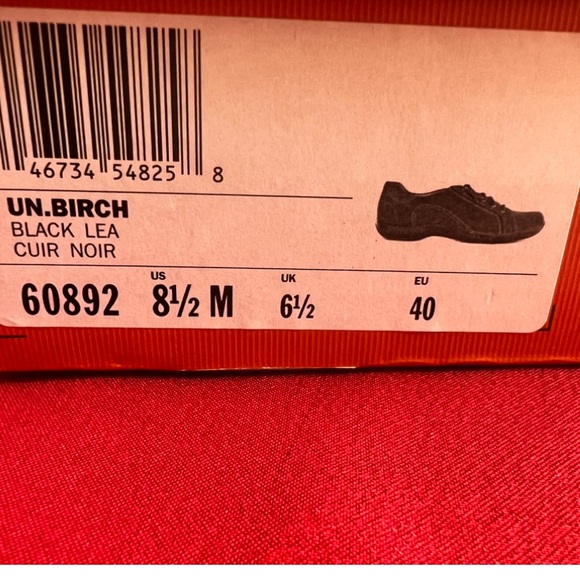 46734 54825 8
UN.BIRCH
BLACK LEA
CUIR NOIR
US UK EU
60892 8½ M 6½ 40